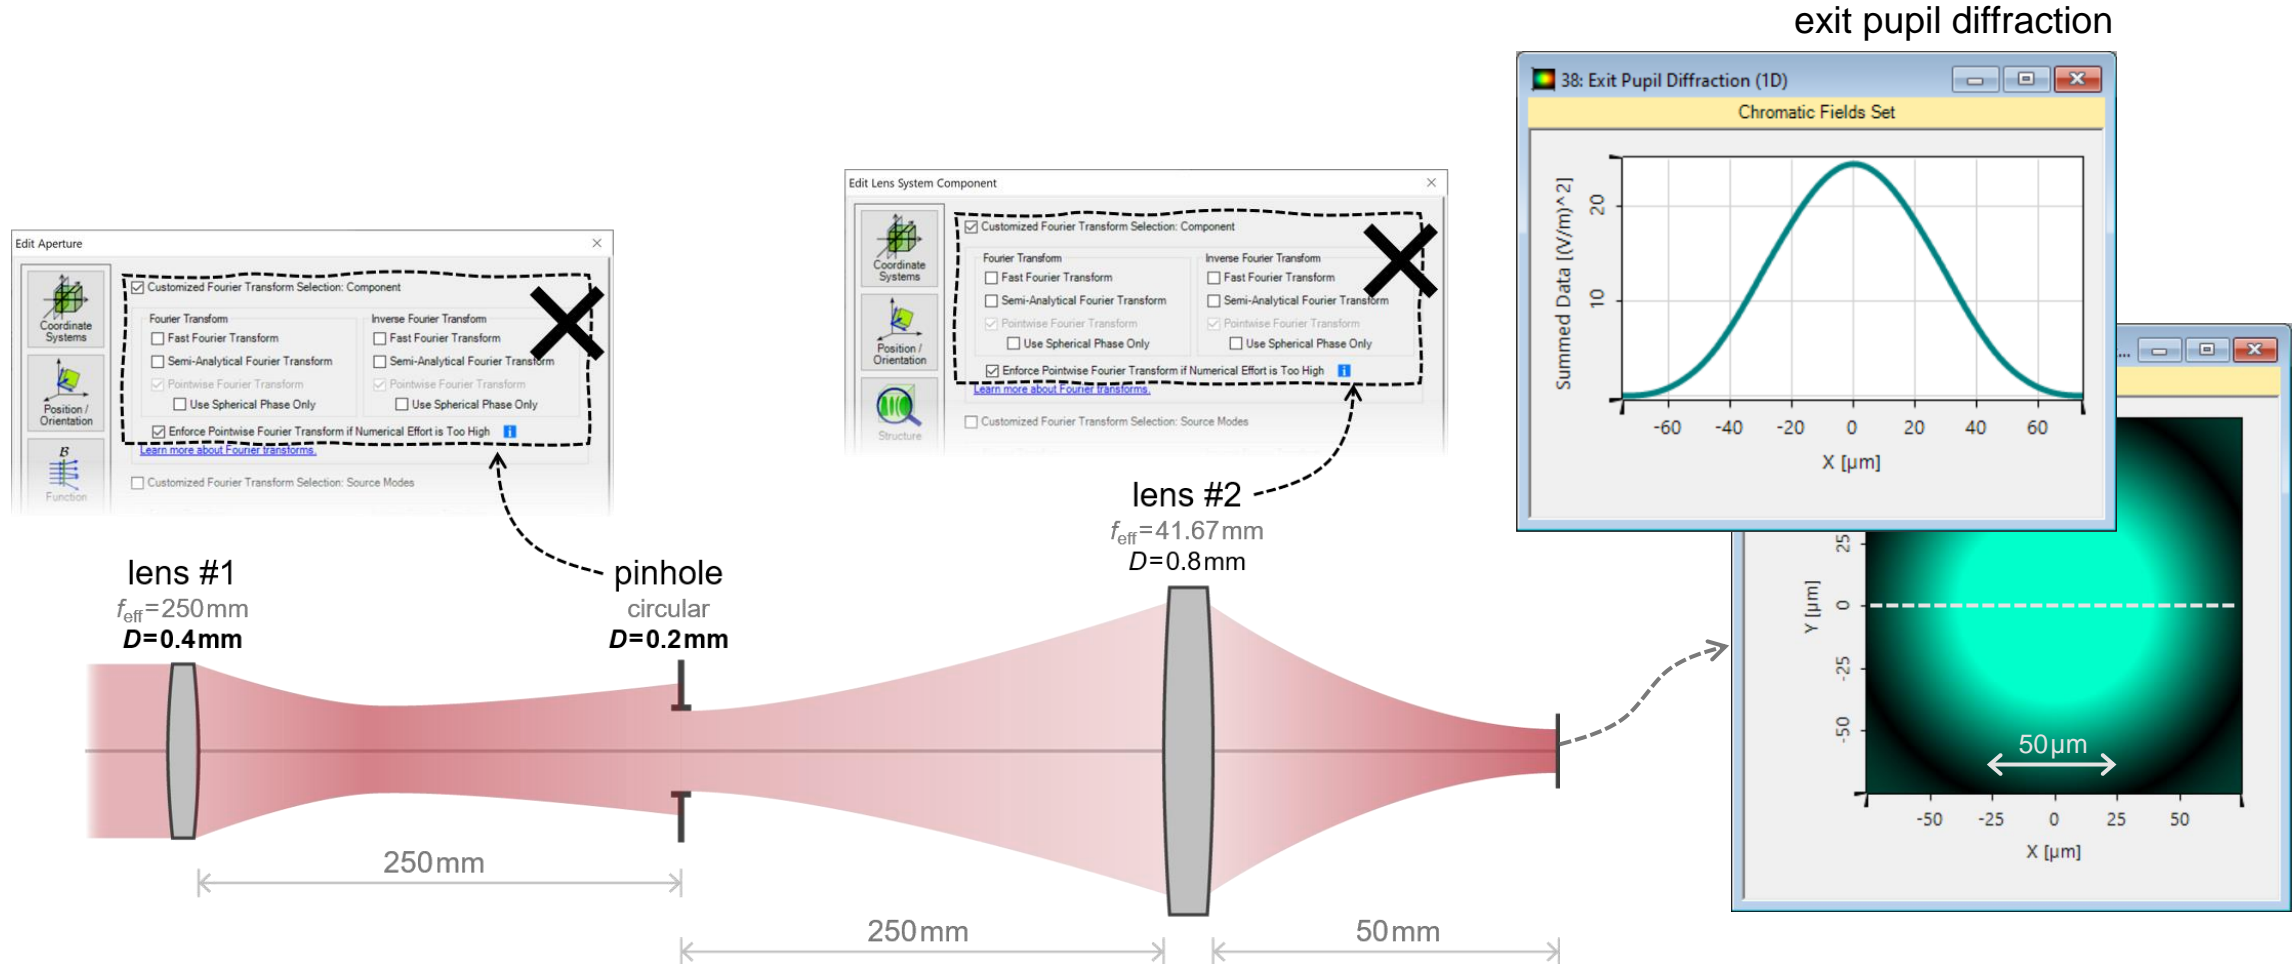 exit pupil diffraction
38: Exit Pupil Diffraction (1D)
Chromatic Fields Set
Summed Data [(V/m)^2]
20
10
-60 -40 -20 0 20 40 60
X [µm]
...
Y [µm]
25
0
-25
-50
50µm
-50 -25 0 25 50
X [µm]
Edit Lens System Component
Coordinate
Systems
Position /
Orientation
Structure
Customized Fourier Transform Selection: Component
Fourier Transform
Fast Fourier Transform
Semi-Analytical Fourier Transform
Pointwise Fourier Transform
Use Spherical Phase Only
Inverse Fourier Transform
Fast Fourier Transform
Semi-Analytical Fourier Transform
Pointwise Fourier Transform
Use Spherical Phase Only
Enforce Pointwise Fourier Transform if Numerical Effort is Too High
Learn more about Fourier transforms.
Customized Fourier Transform Selection: Source Modes
Edit Aperture
Coordinate
Systems
Position /
Orientation
B
Function
Customized Fourier Transform Selection: Component
Fourier Transform
Fast Fourier Transform
Semi-Analytical Fourier Transform
Pointwise Fourier Transform
Use Spherical Phase Only
Inverse Fourier Transform
Fast Fourier Transform
Semi-Analytical Fourier Transform
Pointwise Fourier Transform
Use Spherical Phase Only
Enforce Pointwise Fourier Transform if Numerical Effort is Too High
Learn more about Fourier transforms.
Customized Fourier Transform Selection: Source Modes
lens #1
feff=250mm
D=0.4mm
pinhole
circular
D=0.2mm
lens #2
feff=41.67mm
D=0.8mm
250mm
250mm
50mm